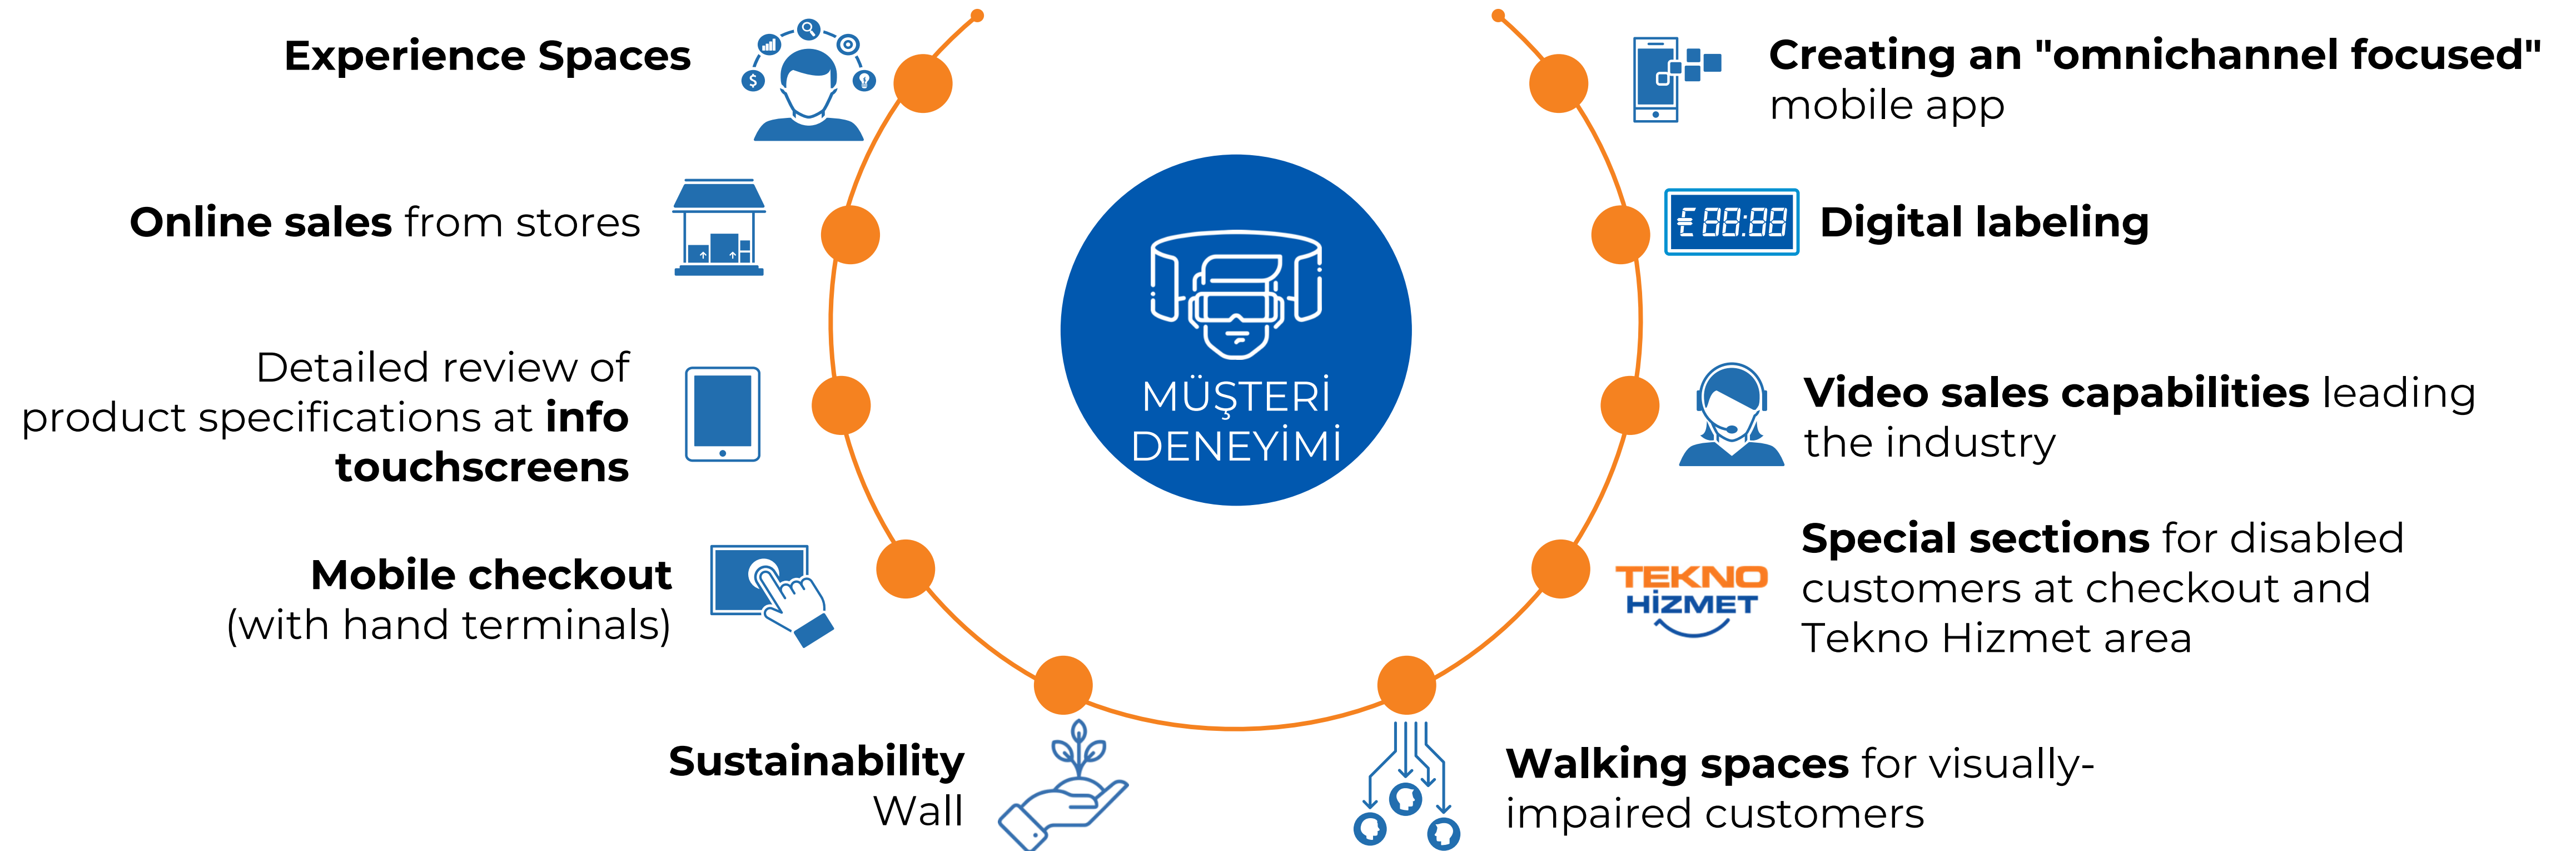 Experience Spaces
Online sales from stores
Detailed review of
product specifications at info
touchscreens
Mobile checkout
(with hand terminals)
Sustainability
Wall
MÜŞTERİ
DENEYİMİ
Creating an "omnichannel focused"
mobile app
£ 88:88
Digital labeling
Video sales capabilities leading
the industry
TEKNO
HİZMET
Special sections for disabled
customers at checkout and
Tekno Hizmet area
Walking spaces for visually-
impaired customers